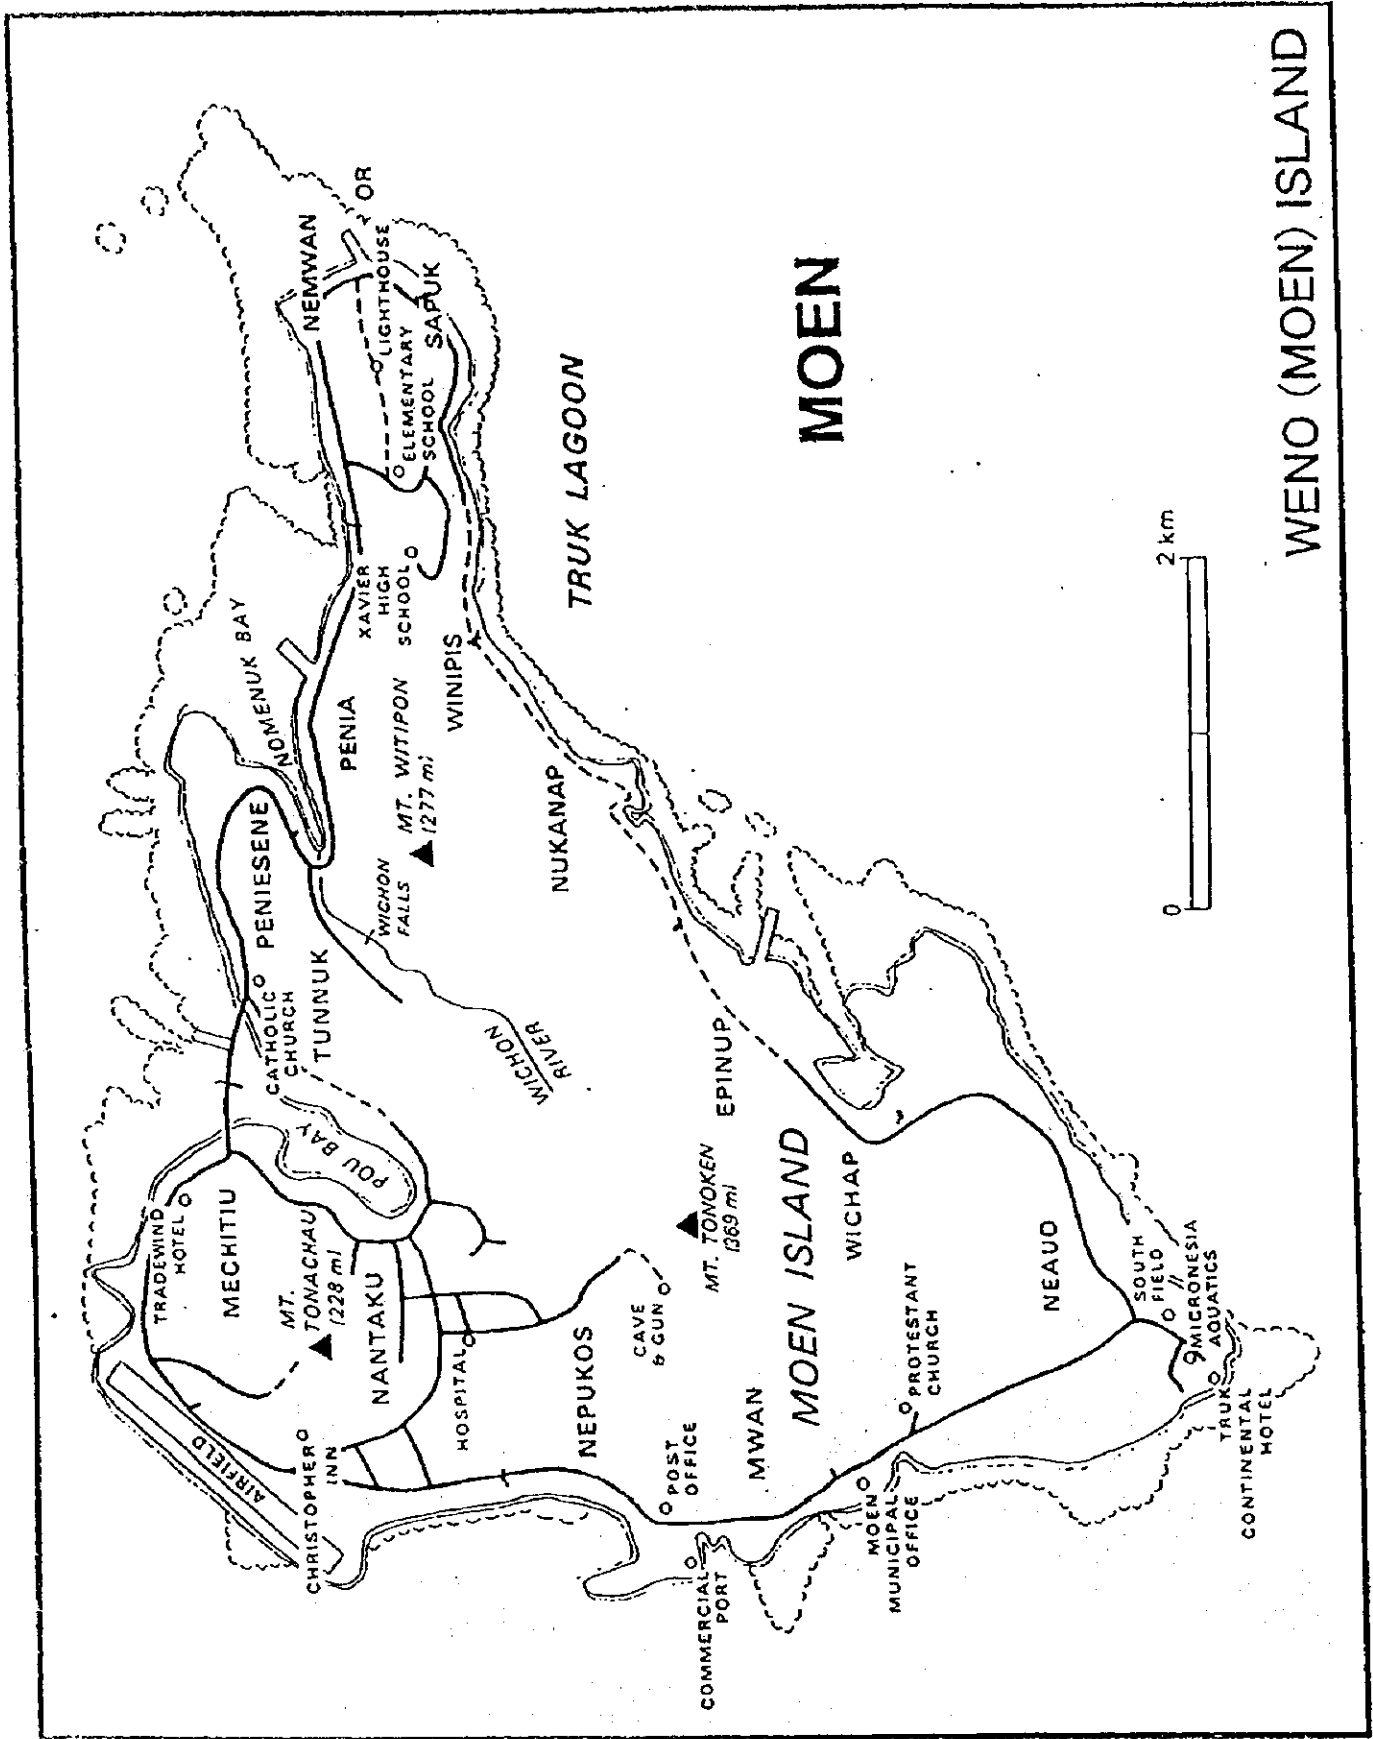 TRADEWIND
HOTEL
MECHITIU
MT.
TONACHAU
(228 m)
AIRFIELD
CHRISTOPHER
INN
NANTAKU
HOSPITAL
POU BAY
CATHOLIC
CHURCH
TUNNUK
PENIESENE
NOMENUK BAY
PENIA
NEMWAN
OR
LIGHTHOUSE
ELEMENTARY
SCHOOL
SAPUK
XAVIER
HIGH
SCHOOL
MT. WITIPON
(277 m)
WICHON
FALLS
WICHON
RIVER
WINIPIS
NUKANAP
TRUK LAGOON
NEPUKOS
CAVE
& GUN
POST
OFFICE
COMMERCIAL
PORT
MT. TONOKEN
(369 m)
EPINUP
MWAN
MOEN ISLAND
WICHAP
MOEN
MUNICIPAL
OFFICE
PROTESTANT
CHURCH
NEAUO
SOUTH
FIELD
MICRONESIA
AQUATICS
TRUK
CONTINENTAL
HOTEL
MOEN
0
2 km
WENO (MOEN) ISLAND